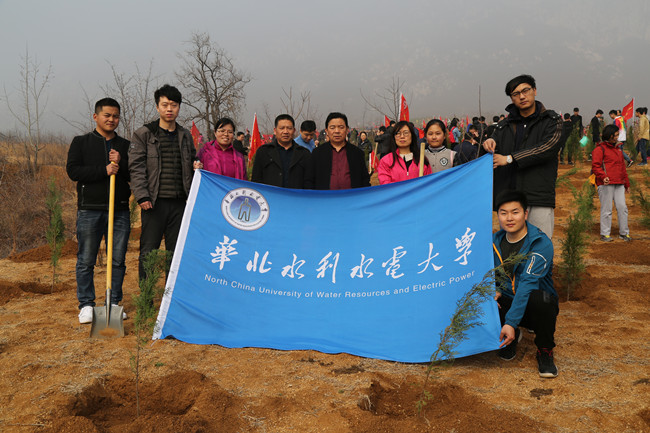 華北水利水電大學
North China University of Water Resources and Electric Power